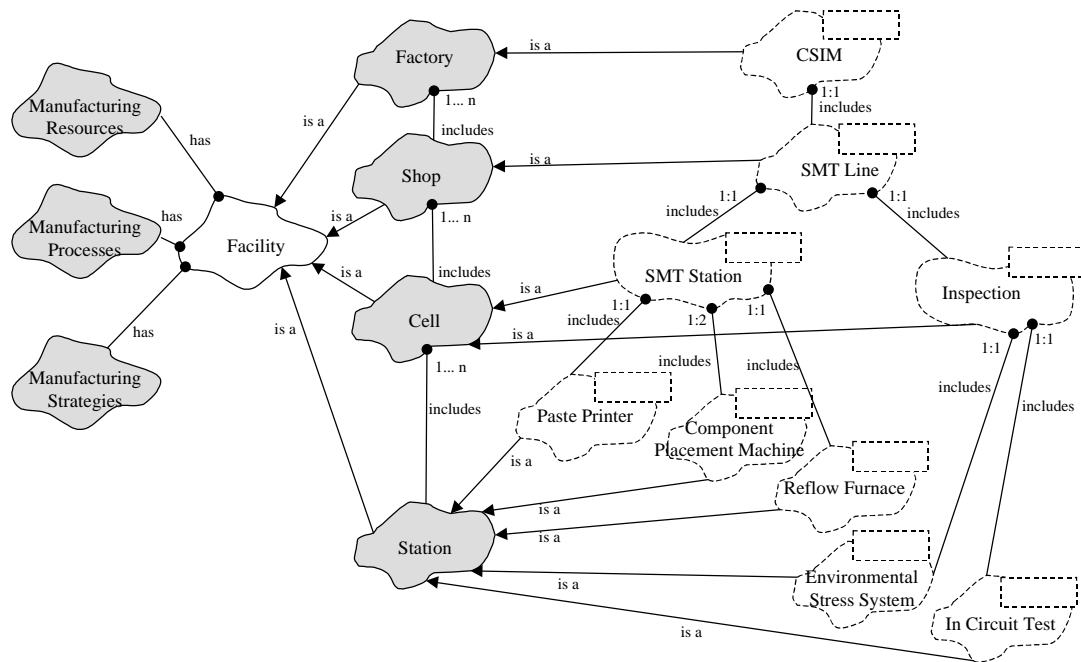 CSIM
Factory
is a
1:1
1... n
includes
Manufacturing
Resources
has
is a
includes
Shop
is a
SMT Line
1:1
1:1
1... n
is a
includes
includes
has
Manufacturing
Processes
Facility
SMT Station
Inspection
is a
includes
is a
1:1
1:2
1:1
includes
Cell
is a
1:1
1:1
has
is a
1... n
includes
includes
includes
Manufacturing
Strategies
includes
Paste Printer
Component
Placement Machine
includes
is a
Reflow Furnace
is a
is a
Station
Environmental
Stress System
is a
In Circuit Test
is a